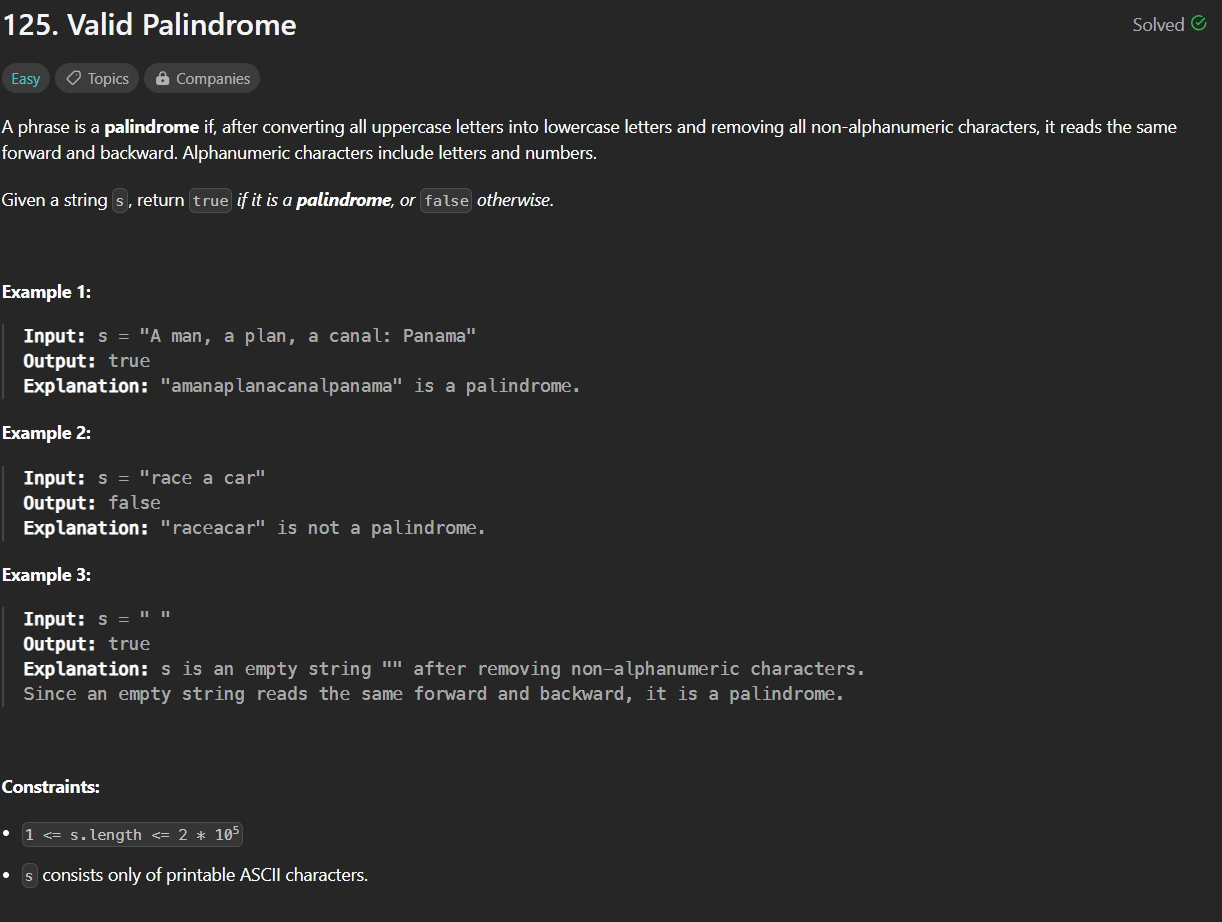 125. Valid Palindrome
Solved
Easy
Topics
Companies
A phrase is a palindrome if, after converting all uppercase letters into lowercase letters and removing all non-alphanumeric characters, it reads the same
forward and backward. Alphanumeric characters include letters and numbers.
Given a string s, return true if it is a palindrome, or false otherwise.
Example 1:
Input: s = "A man, a plan, a canal: Panama"
Output: true
Explanation: "amanaplanacanalpanama" is a palindrome.
Example 2:
Input: s = "race a car"
Output: false
Explanation: "raceacar" is not a palindrome.
Example 3:
Input: s = " "
Output: true
Explanation: s is an empty string "" after removing non-alphanumeric characters.
Since an empty string reads the same forward and backward, it is a palindrome.
Constraints:
• 1 <= s.length <= 2 * 10⁵
• s consists only of printable ASCII characters.